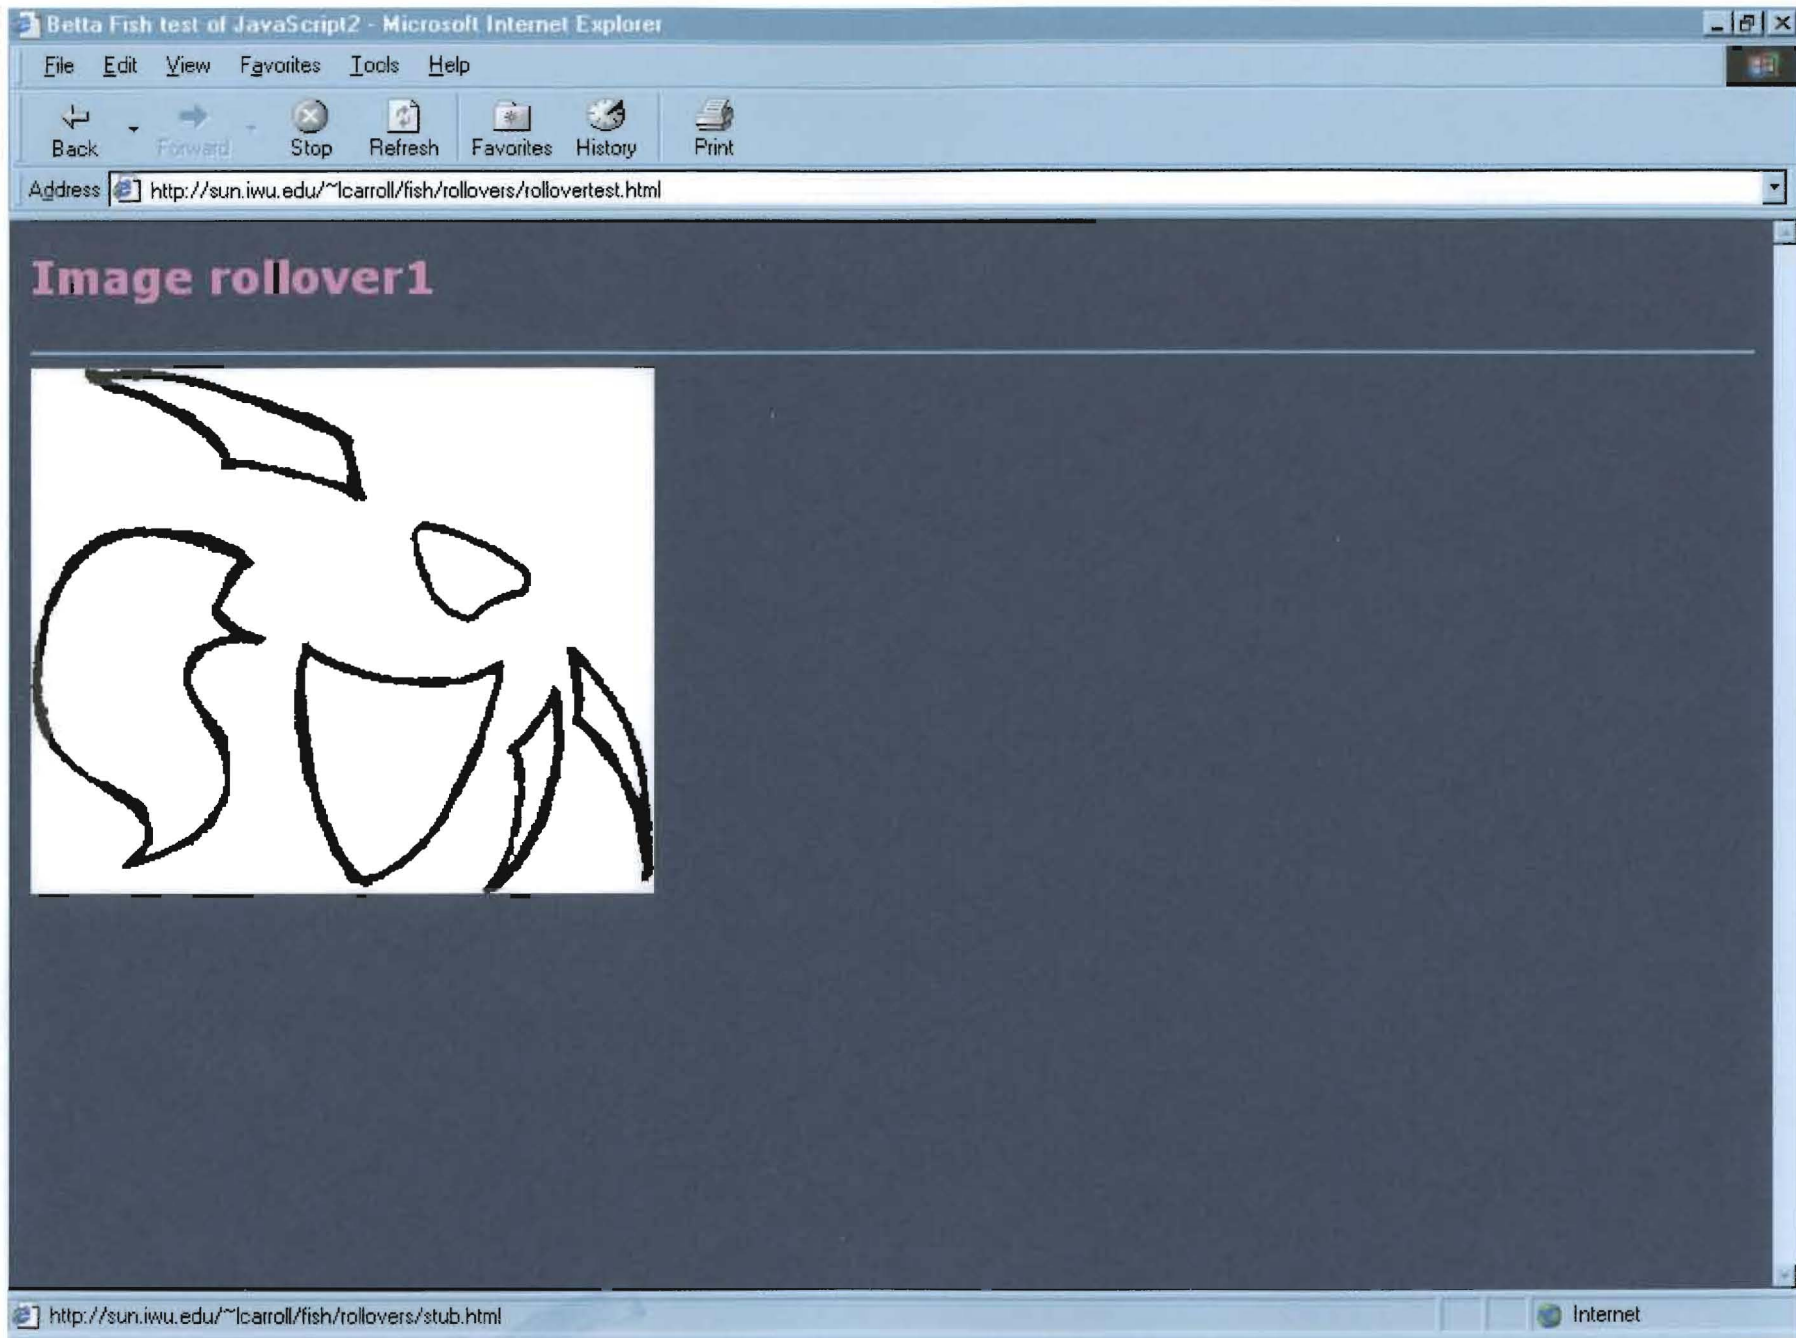 Betta Fish test of JavaScript2 - Microsoft Internet Explorer
File Edit View Favorites Tools Help
Back Forward Stop Refresh Favorites History Print
Address http://sun.iwu.edu/~lcarroll/fish/rollovers/rollovertest.html
Image rollover1
http://sun.iwu.edu/~lcarroll/fish/rollovers/stub.html Internet